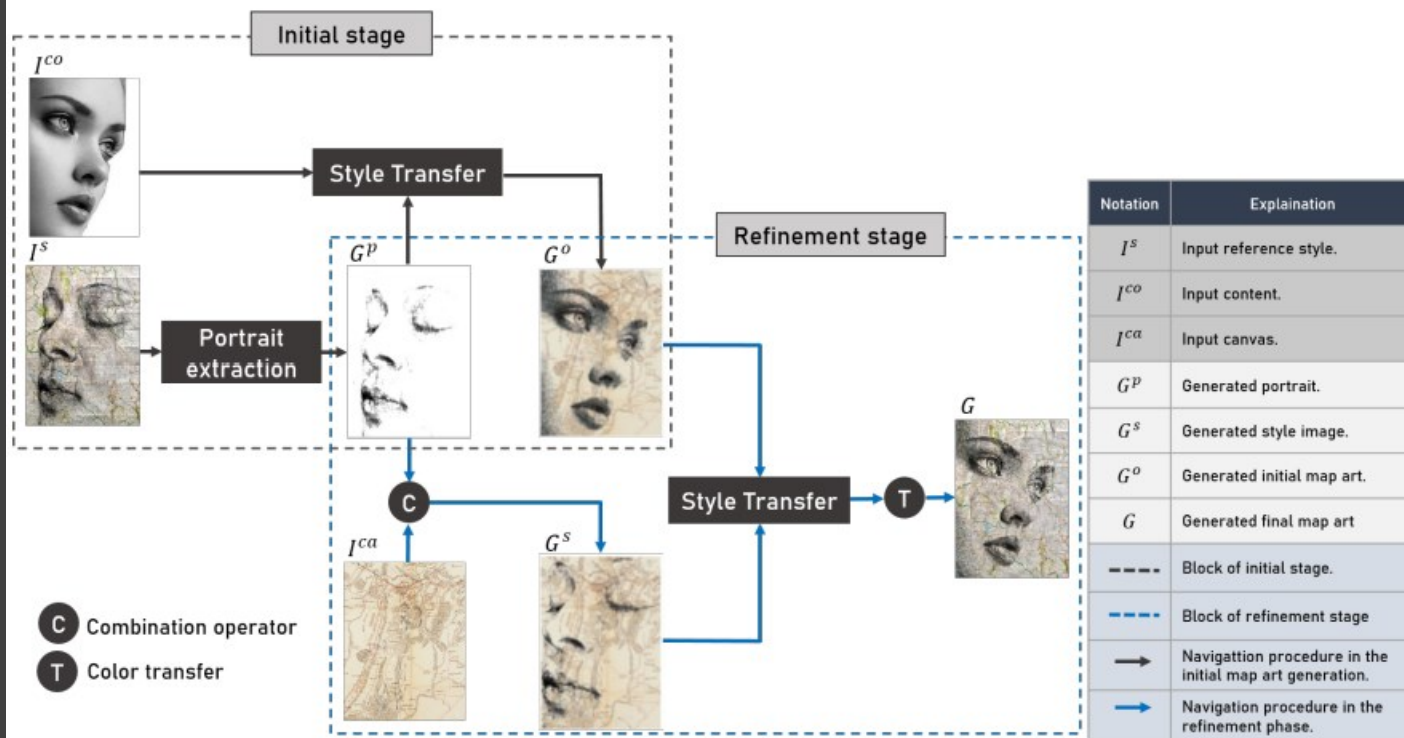 Initial stage
I^{co}
Style Transfer
Refinement stage
I^{s}
G^{p}
G^{o}
Portrait
extraction
G
C
Style Transfer
T
I^{ca}
G^{s}
C Combination operator
T Color transfer
Notation Explaination
I^{s} Input reference style.
I^{co} Input content.
I^{ca} Input canvas.
G^{p} Generated portrait.
G^{s} Generated style image.
G^{o} Generated initial map art.
G Generated final map art
Block of initial stage.
Block of refinement stage
Navigattion procedure in the
initial map art generation.
Navigation procedure in the
refinement phase.